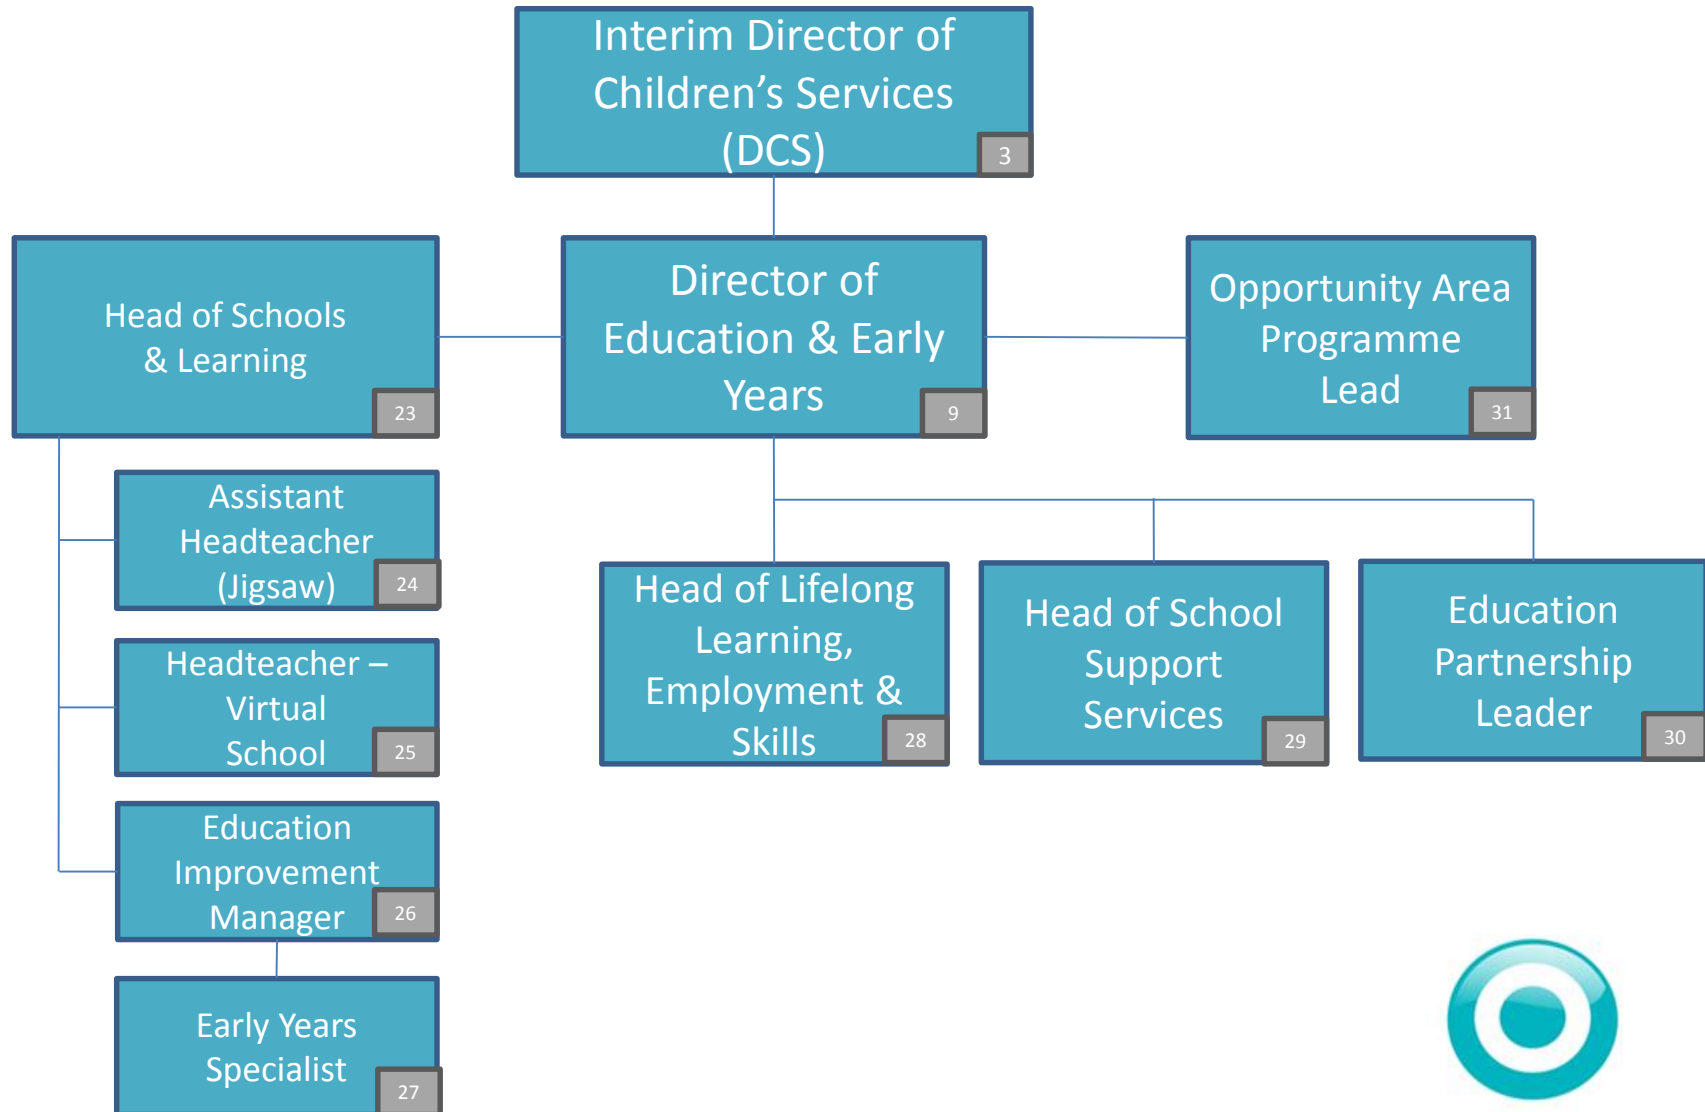 Interim Director of
Children’s Services
(DCS)
3
Head of Schools
& Learning
23
Director of
Education & Early
Years
9
Opportunity Area
Programme
Lead
31
Assistant
Headteacher
(Jigsaw)
24
Headteacher –
Virtual
School
25
Education
Improvement
Manager
26
Early Years
Specialist
27
Head of Lifelong
Learning,
Employment &
Skills
28
Head of School
Support
Services
29
Education
Partnership
Leader
30